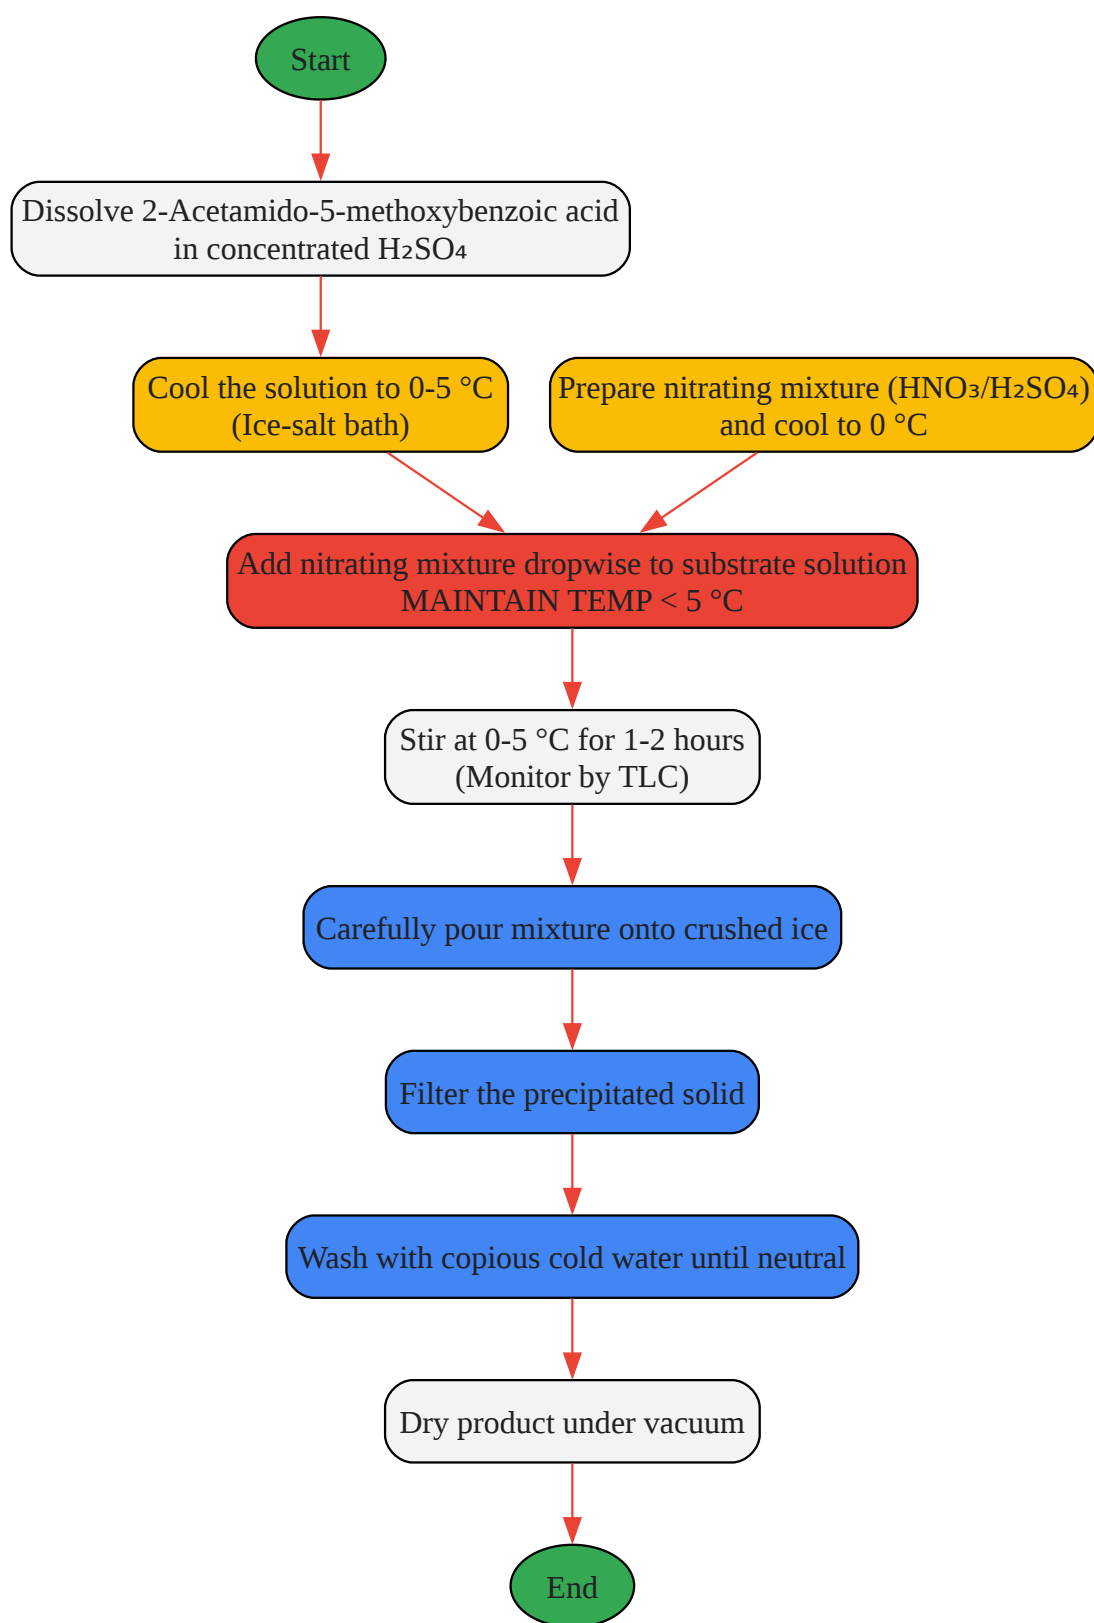 Start
Dissolve 2-Acetamido-5-methoxybenzoic acid
in concentrated H₂SO₄
Cool the solution to 0-5 °C
(Ice-salt bath)
Prepare nitrating mixture (HNO₃/H₂SO₄)
and cool to 0 °C
Add nitrating mixture dropwise to substrate solution
MAINTAIN TEMP < 5 °C
Stir at 0-5 °C for 1-2 hours
(Monitor by TLC)
Carefully pour mixture onto crushed ice
Filter the precipitated solid
Wash with copious cold water until neutral
Dry product under vacuum
End